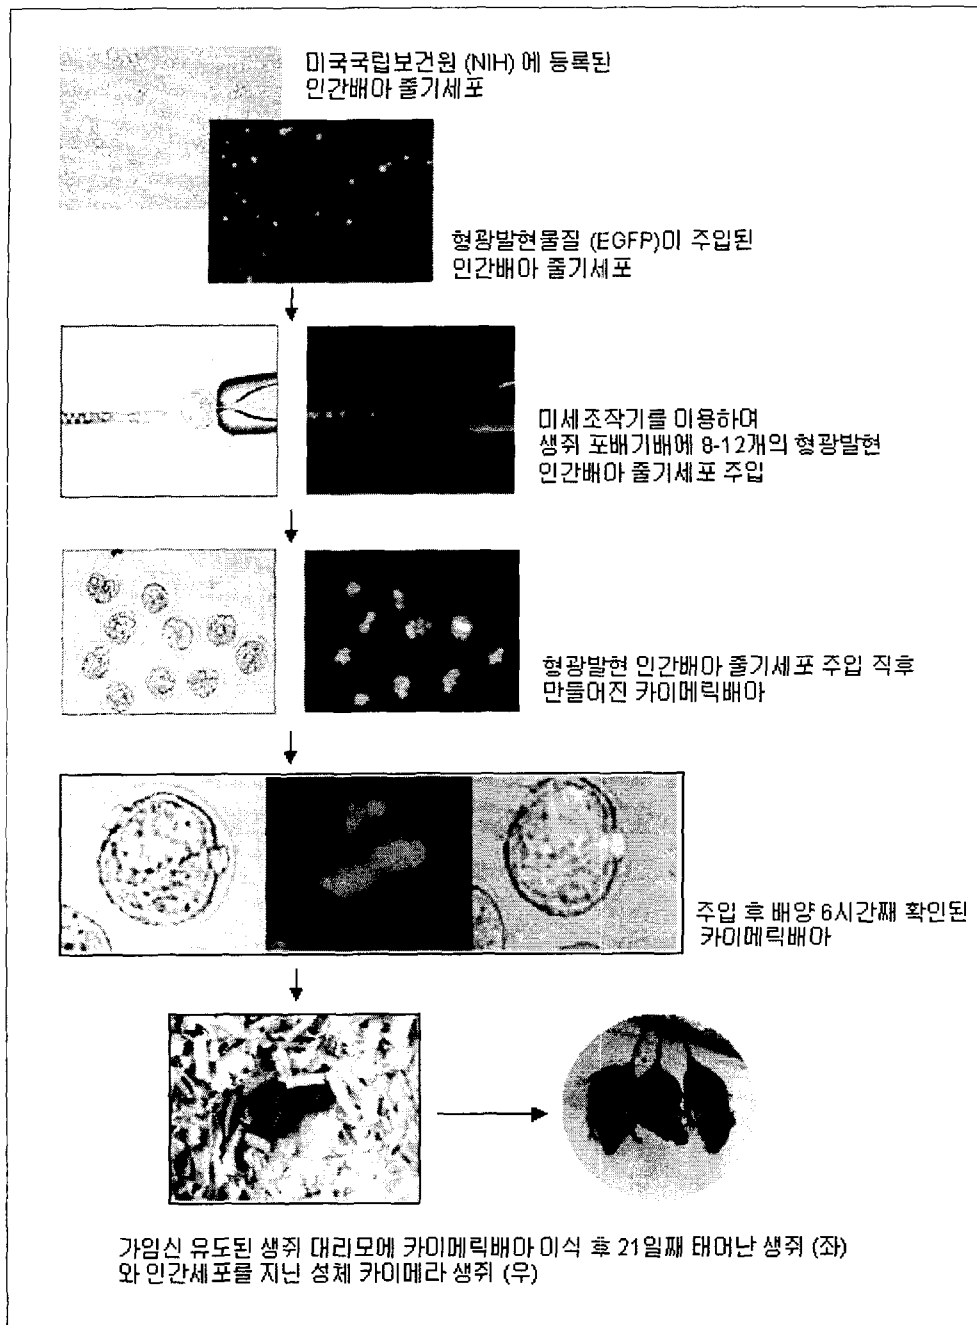 미국국립보건원 (NIH) 에 등록된
인간배아 줄기세포
형광발현물질 (EGFP)이 주입된
인간배아 줄기세포
미세조작기를 이용하여
생쥐 포배기배에 8-12개의 형광발현
인간배아 줄기세포 주입
형광발현 인간배아 줄기세포 주입 직후
만들어진 카이메릭배아
주입 후 배양 6시간째 확인된
카이메릭배아
가임신 유도된 생쥐 대리모에 카이메릭배아 이식 후 21일째 태어난 생쥐 (좌)
와 인간세포를 지닌 성체 카이메라 생쥐 (우)